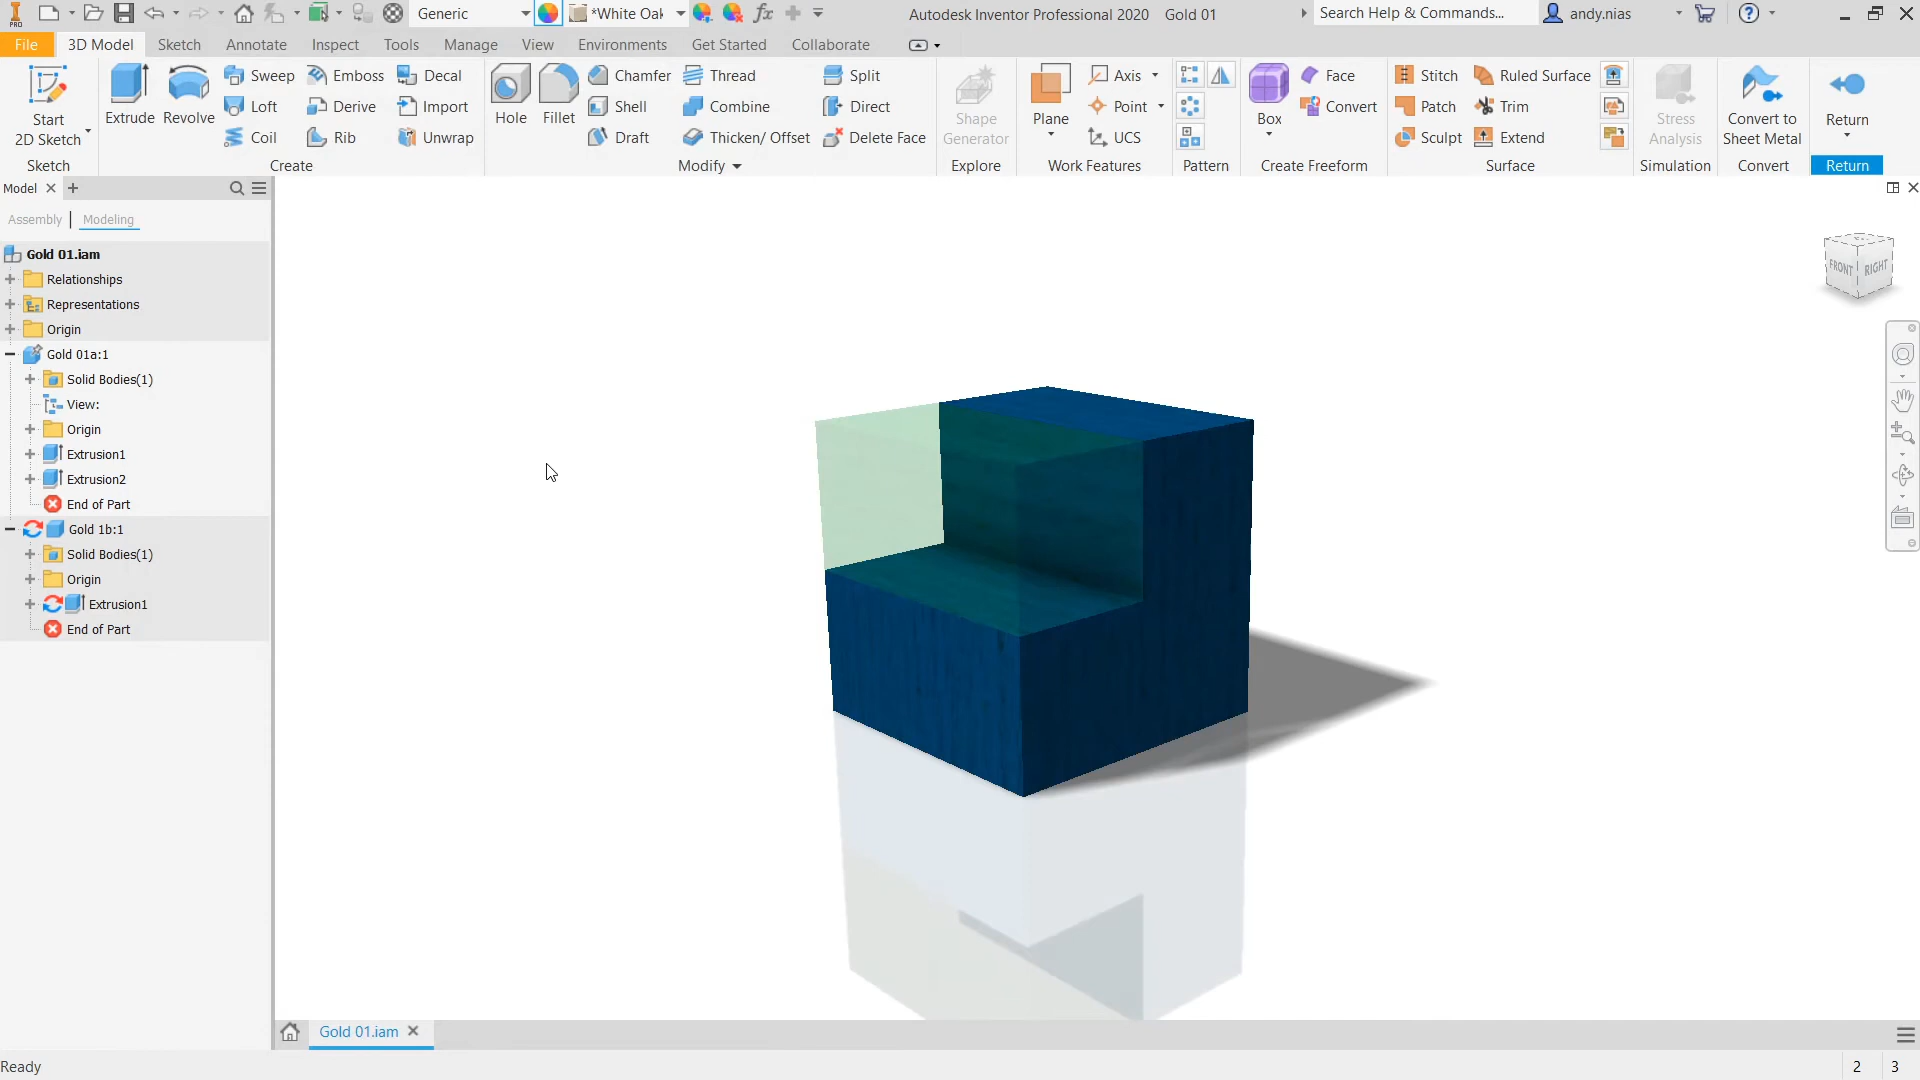 PRO
Generic
*White Oak
fx
Autodesk Inventor Professional 2020 Gold 01
Search Help & Commands...
andy.nias
File
3D Model
Sketch
Annotate
Inspect
Tools
Manage
View
Environments
Get Started
Collaborate
Start
2D Sketch
Sketch
Extrude
Revolve
Sweep
Loft
Coil
Emboss
Derive
Rib
Decal
Import
Unwrap
Create
Hole
Fillet
Chamfer
Shell
Draft
Thread
Combine
Thicken/ Offset
Split
Direct
Delete Face
Modify
Shape
Generator
Explore
Plane
Axis
Point
UCS
Work Features
Pattern
Box
Face
Convert
Create Freeform
Stitch
Patch
Sculpt
Ruled Surface
Trim
Extend
Surface
Stress
Analysis
Simulation
Convert to
Sheet Metal
Convert
Return
Return
Model
Assembly | Modeling
Gold 01.iam
Relationships
Representations
Origin
Gold 01a:1
Solid Bodies(1)
View:
Origin
Extrusion1
Extrusion2
End of Part
Gold 1b:1
Solid Bodies(1)
Origin
Extrusion1
End of Part
FRONT
RIGHT
Gold 01.iam
Ready
2 3